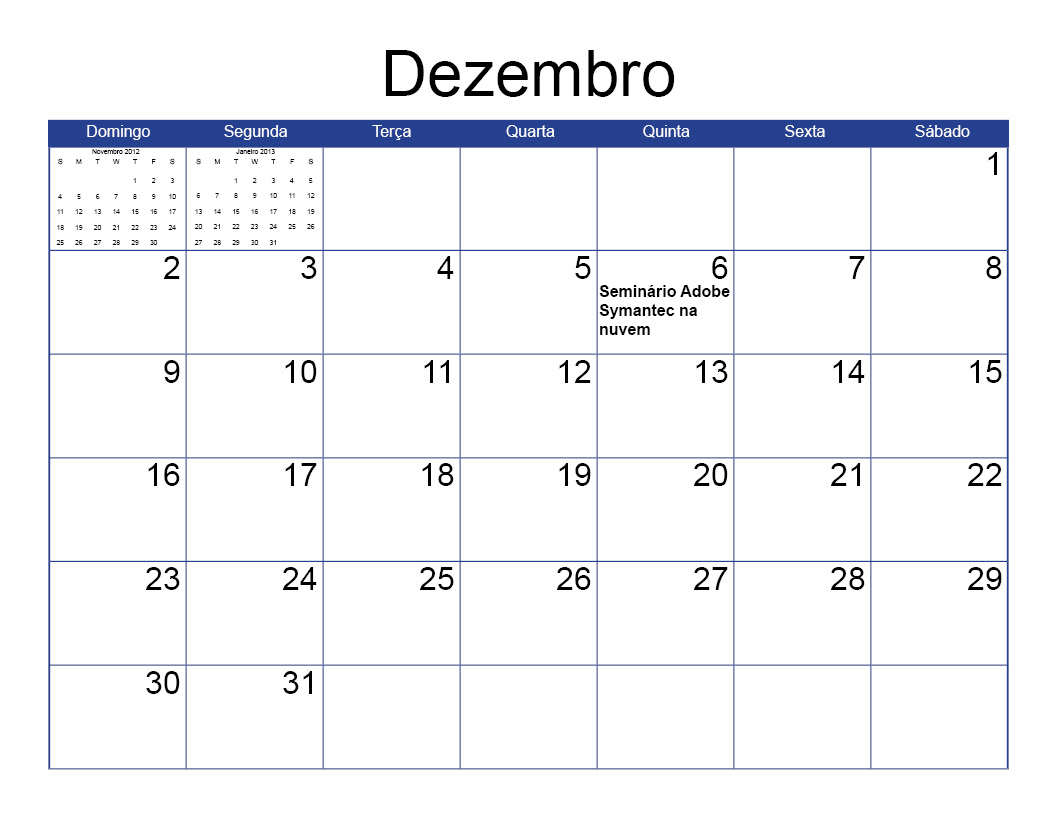 Dezembro
Domingo Segunda Terça Quarta Quinta Sexta Sábado
Novembro 2012
S M T W T F S
1 2 3
4 5 6 7 8 9 10
11 12 13 14 15 16 17
18 19 20 21 22 23 24
25 26 27 28 29 30
Janeiro 2013
S M T W T F S
1 2 3 4 5
6 7 8 9 10 11 12
13 14 15 16 17 18 19
20 21 22 23 24 25 26
27 28 29 30 31
1
2 3 4 5 6 7 8
Seminário Adobe
Symantec na
nuvem
9 10 11 12 13 14 15
16 17 18 19 20 21 22
23 24 25 26 27 28 29
30 31